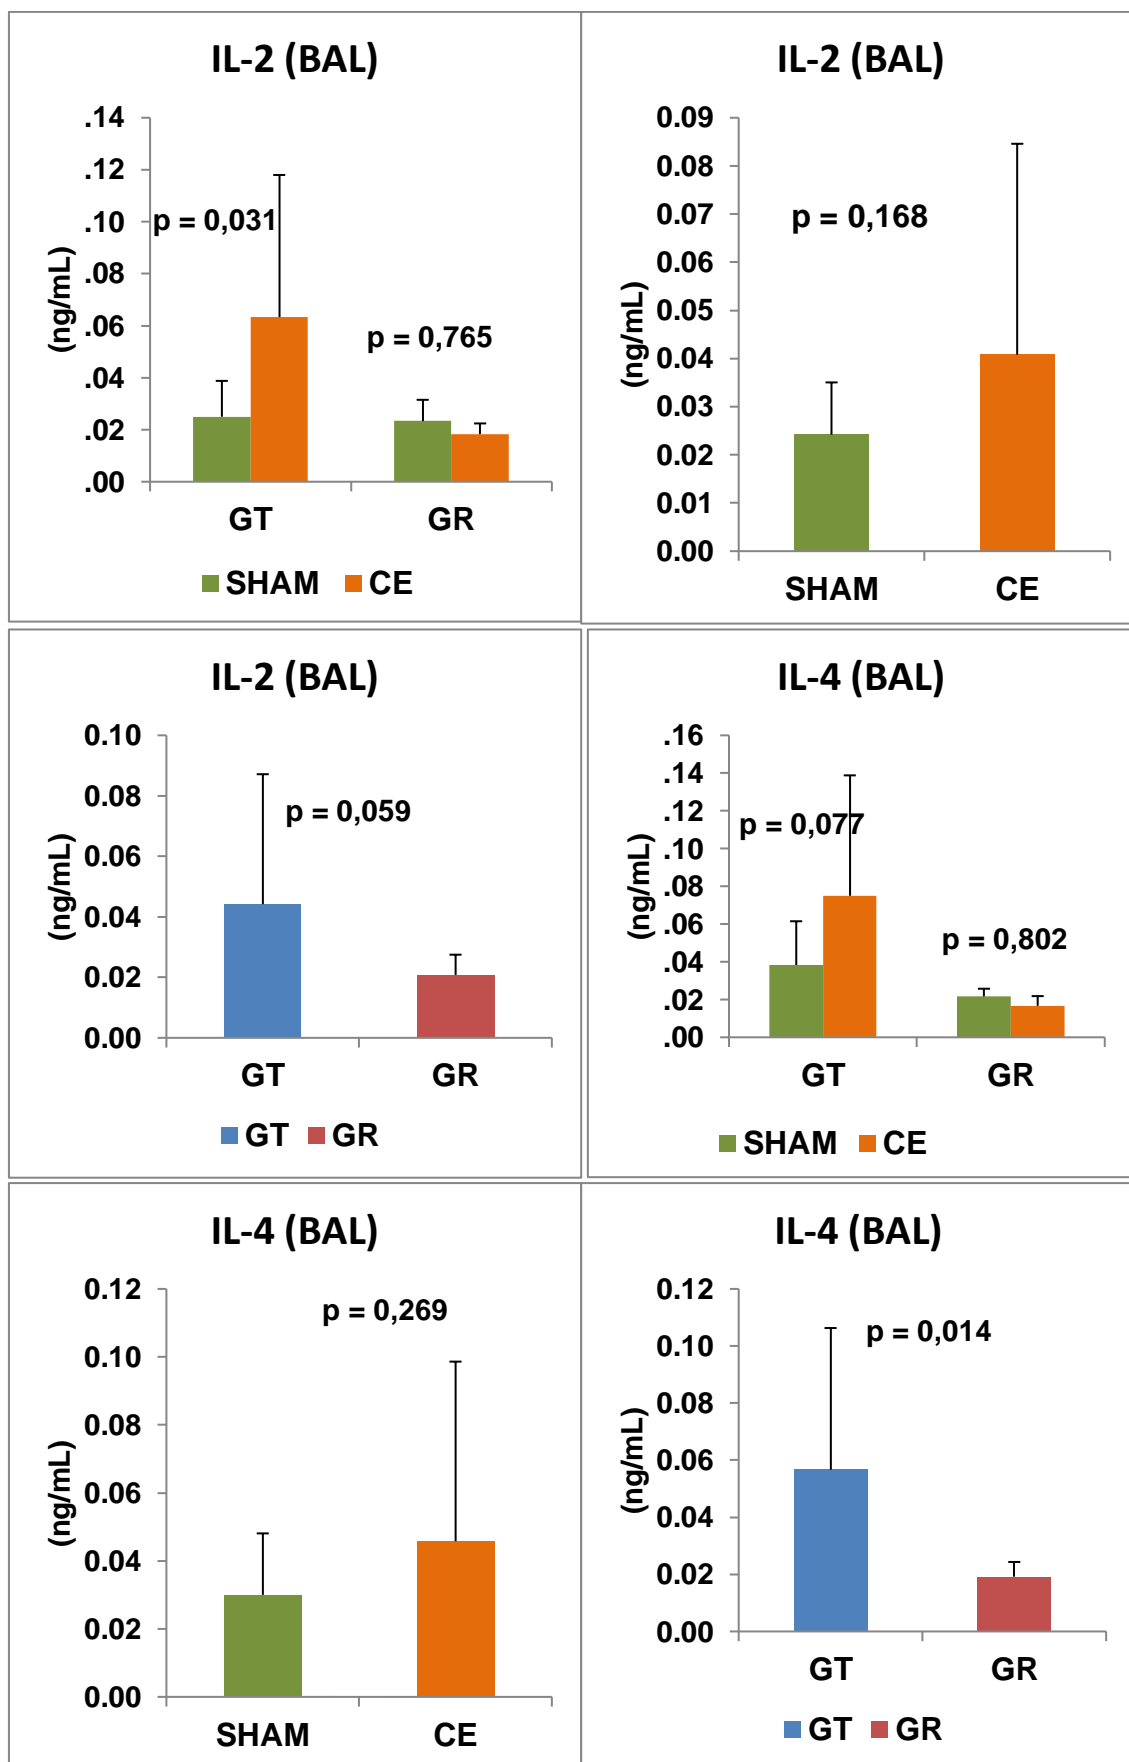 IL-2 (BAL)
(ng/mL)
.14
.12
.10
.08
.06
.04
.02
.00
p = 0,031
p = 0,765
GT GR
SHAM CE
IL-2 (BAL)
(ng/mL)
0.09
0.08
0.07
0.06
0.05
0.04
0.03
0.02
0.01
0.00
p = 0,168
SHAM CE
IL-2 (BAL)
(ng/mL)
0.10
0.08
0.06
0.04
0.02
0.00
p = 0,059
GT GR
GT GR
IL-4 (BAL)
(ng/mL)
.16
.14
.12
.10
.08
.06
.04
.02
.00
p = 0,077
p = 0,802
GT GR
SHAM CE
IL-4 (BAL)
(ng/mL)
0.12
0.10
0.08
0.06
0.04
0.02
0.00
p = 0,269
SHAM CE
IL-4 (BAL)
(ng/mL)
0.12
0.10
0.08
0.06
0.04
0.02
0.00
p = 0,014
GT GR
GT GR